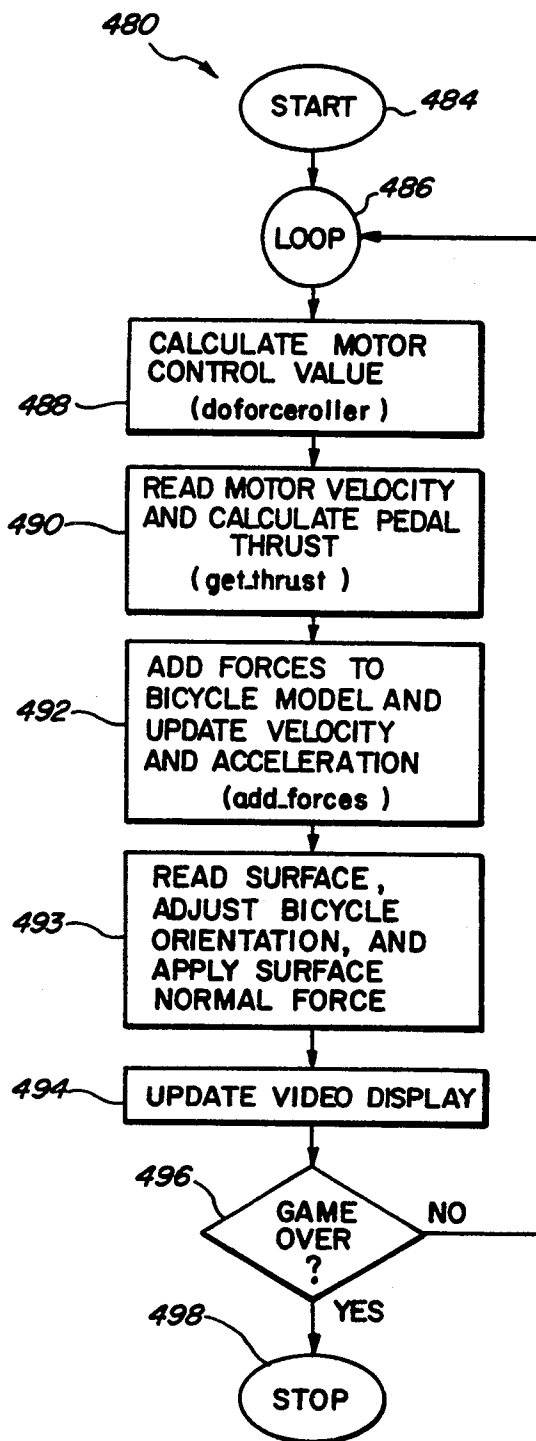 480
START
484
486
LOOP
CALCULATE MOTOR
CONTROL VALUE
(doforceroller)
488
READ MOTOR VELOCITY
AND CALCULATE PEDAL
THRUST
(get_thrust)
490
ADD FORCES TO
BICYCLE MODEL AND
UPDATE VELOCITY
AND ACCELERATION
(add_forces)
492
READ SURFACE,
ADJUST BICYCLE
ORIENTATION, AND
APPLY SURFACE
NORMAL FORCE
493
494
UPDATE VIDEO DISPLAY
496
GAME
OVER
?
NO
YES
498
STOP